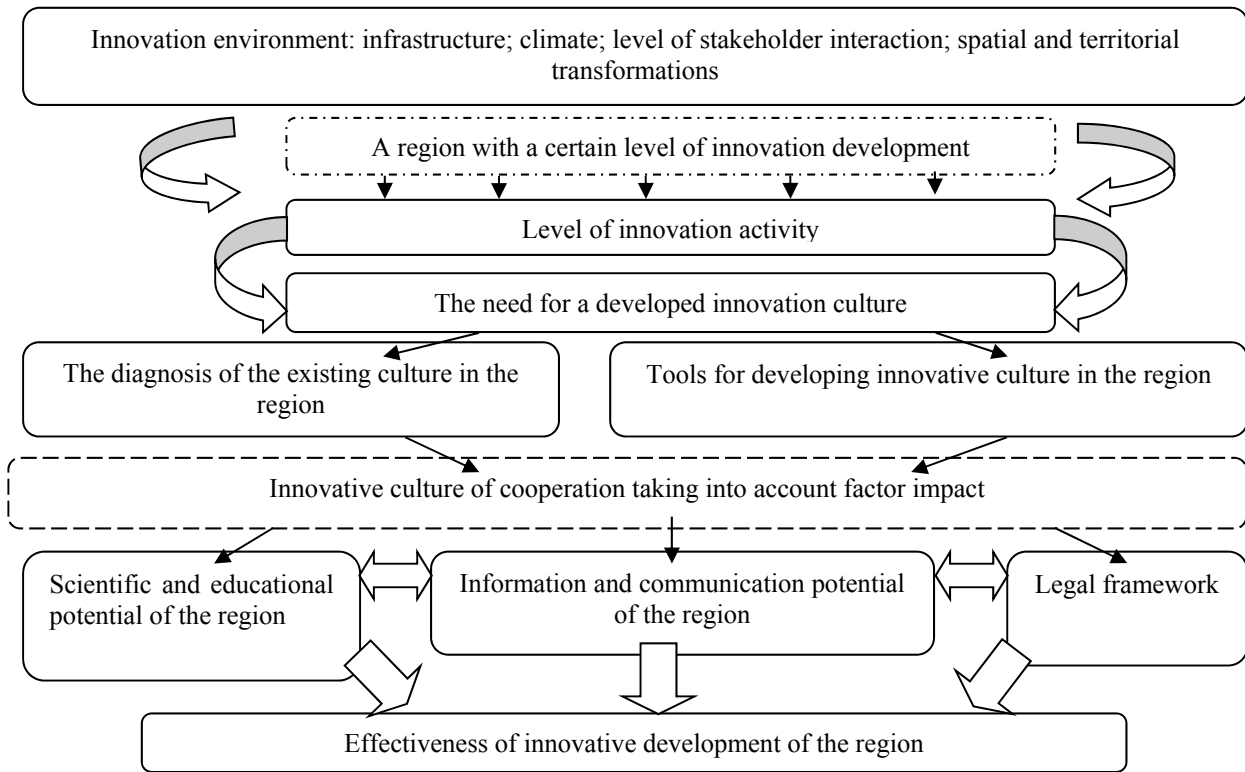 Innovation environment: infrastructure; climate; level of stakeholder interaction; spatial and territorial
transformations
A region with a certain level of innovation development
Level of innovation activity
The need for a developed innovation culture
The diagnosis of the existing culture in the
region
Tools for developing innovative culture in the region
Innovative culture of cooperation taking into account factor impact
Scientific and educational
potential of the region
Information and communication potential
of the region
Legal framework
Effectiveness of innovative development of the region